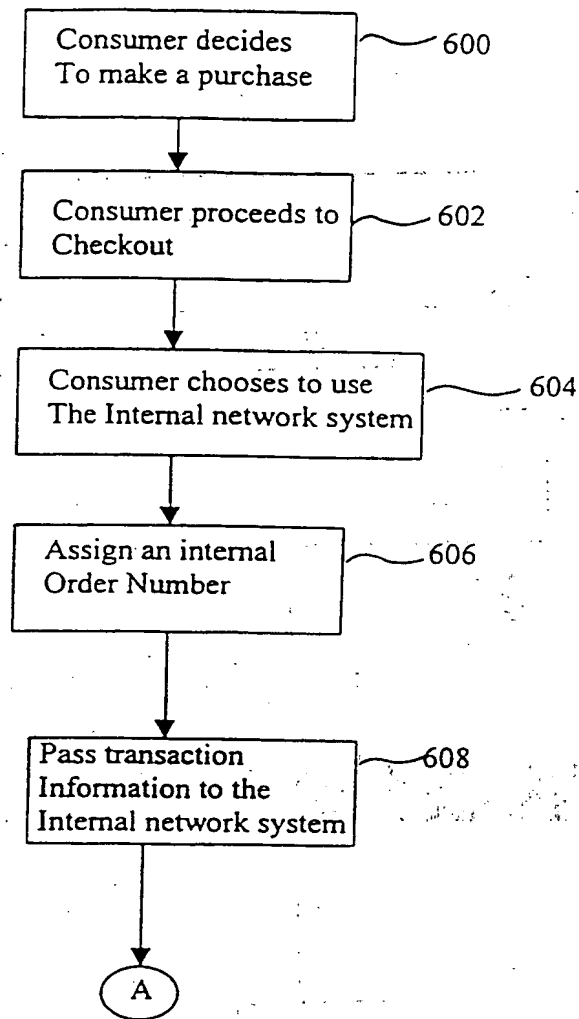 Consumer decides
To make a purchase
600
Consumer proceeds to
Checkout
602
Consumer chooses to use
The Internal network system
604
Assign an internal
Order Number
606
Pass transaction
Information to the
Internal network system
608
A